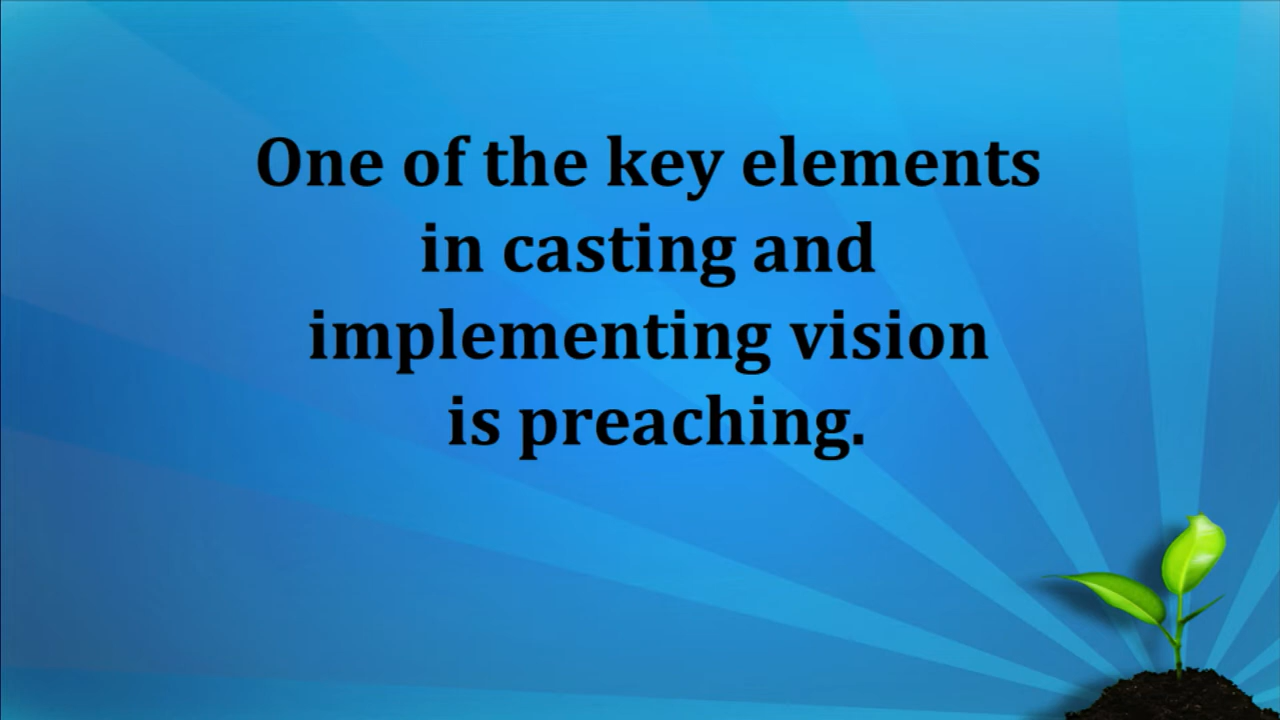 One of the key elements
in casting and
implementing vision
is preaching.